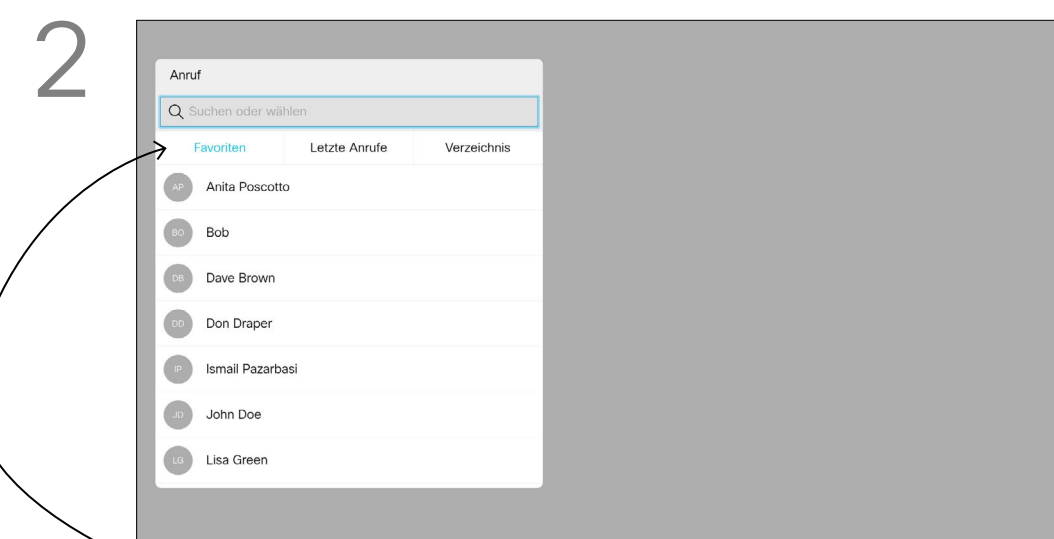 2
Anruf
Suchen oder wählen
Favoriten Letzte Anrufe Verzeichnis
AP Anita Poscotto
BO Bob
DB Dave Brown
DD Don Draper
IP Ismail Pazarbasi
JD John Doe
LG Lisa Green